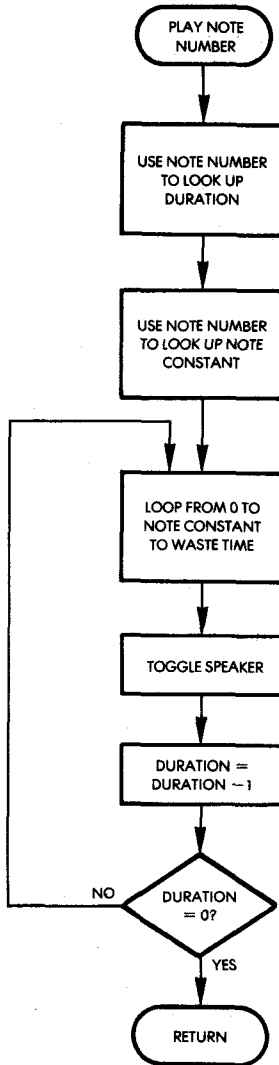 PLAY NOTE
NUMBER
USE NOTE NUMBER
TO LOOK UP
DURATION
USE NOTE NUMBER
TO LOOK UP NOTE
CONSTANT
LOOP FROM 0 TO
NOTE CONSTANT
TO WASTE TIME
TOGGLE SPEAKER
DURATION =
DURATION −1
DURATION
= 0?
NO
YES
RETURN